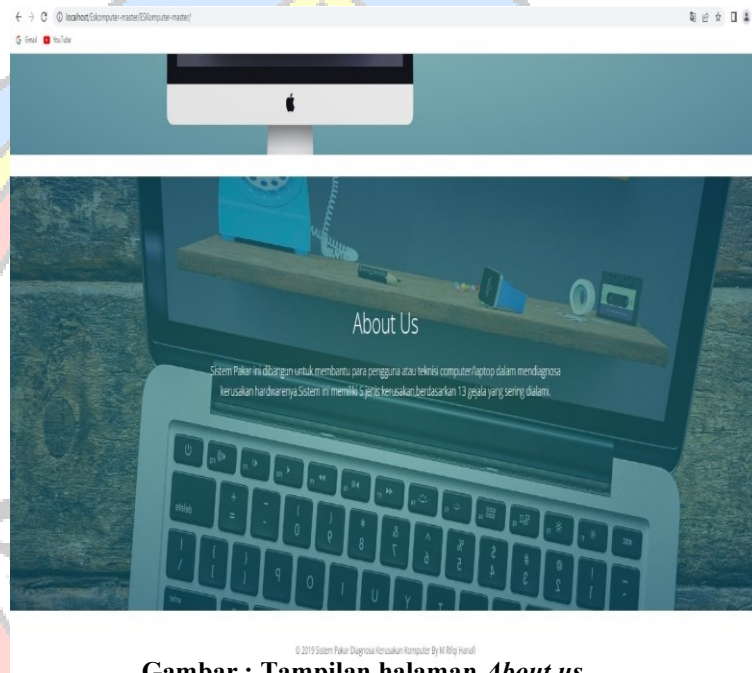 localhost/Eskomputer-master/ESKomputer-master/
Gmail YouTube
About Us
Sistem Pakar ini dibangun untuk membantu para pengguna atau teknisi computer/laptop dalam mendiagnosa
kerusakan hardwarenya.Sistem ini memiliki 5 jenis kerusakan,berdasarkan 13 gejala yang sering dialami.
© 2019 Sistem Pakar Diagnosa Kerusakan Komputer By M Rifqi Hanafi
Gambar : Tampilan halaman About us